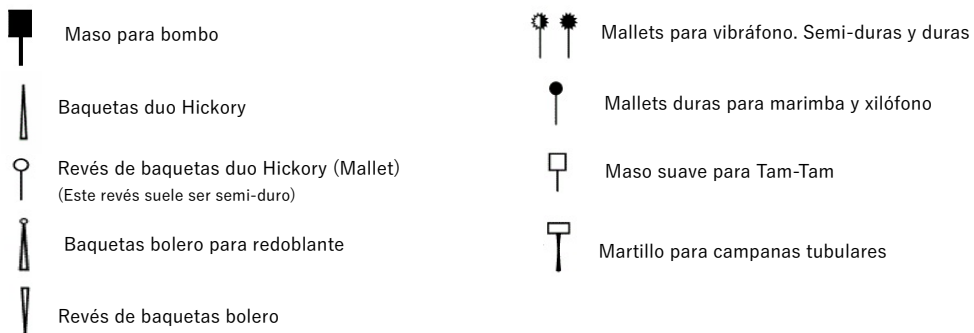 Maso para bombo
Baquetas duo Hickory
Revés de baquetas duo Hickory (Mallet)
(Este revés suele ser semi-duro)
Baquetas bolero para redoblante
Revés de baquetas bolero
Mallets para vibráfono. Semi-duras y duras
Mallets duras para marimba y xilófono
Maso suave para Tam-Tam
Martillo para campanas tubulares